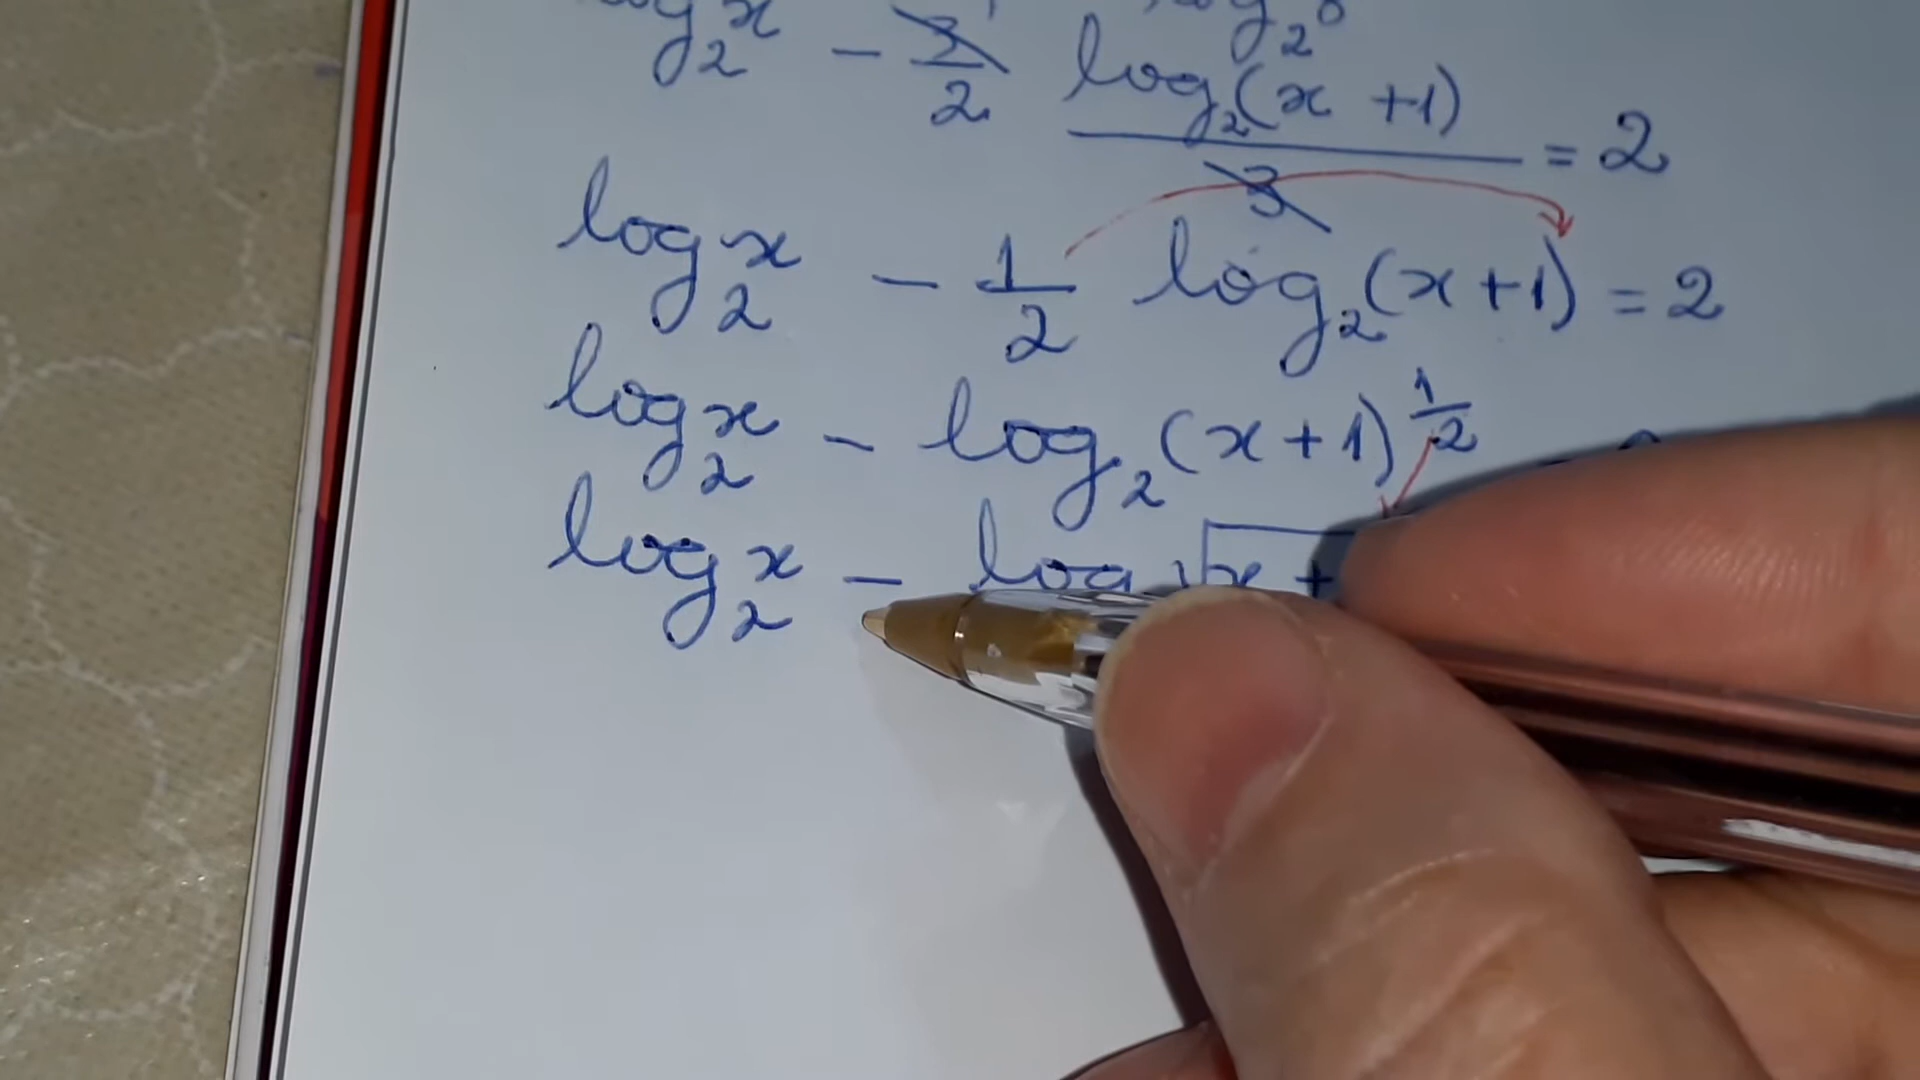 log₂x - 3/2 log₂(x + 1)/3 = 2
log₂x - 1/2 log₂(x + 1) = 2
log₂x - log₂(x + 1)^(1/2)
log₂x - log √x +